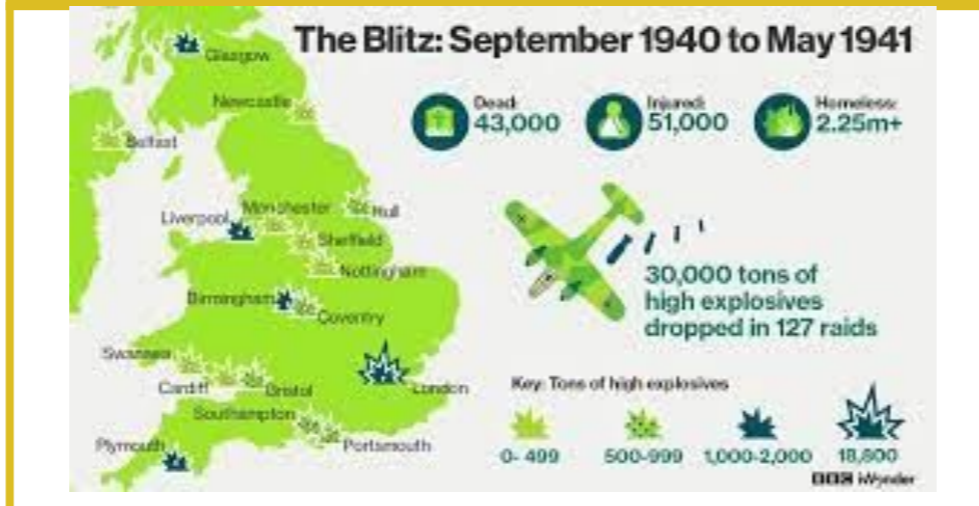 The Blitz: September 1940 to May 1941
Dead:
43,000
Injured:
51,000
Homeless:
2.25m+
Glasgow
Newcastle
Belfast
Liverpool
Manchester
Hull
Sheffield
Nottingham
Birmingham
Coventry
Swansea
Cardiff
Bristol
London
Southampton
Plymouth
Portsmouth
30,000 tons of
high explosives
dropped in 127 raids
Key: Tons of high explosives
0-499
500-999
1,000-2,000
18,800
BBC iWonder